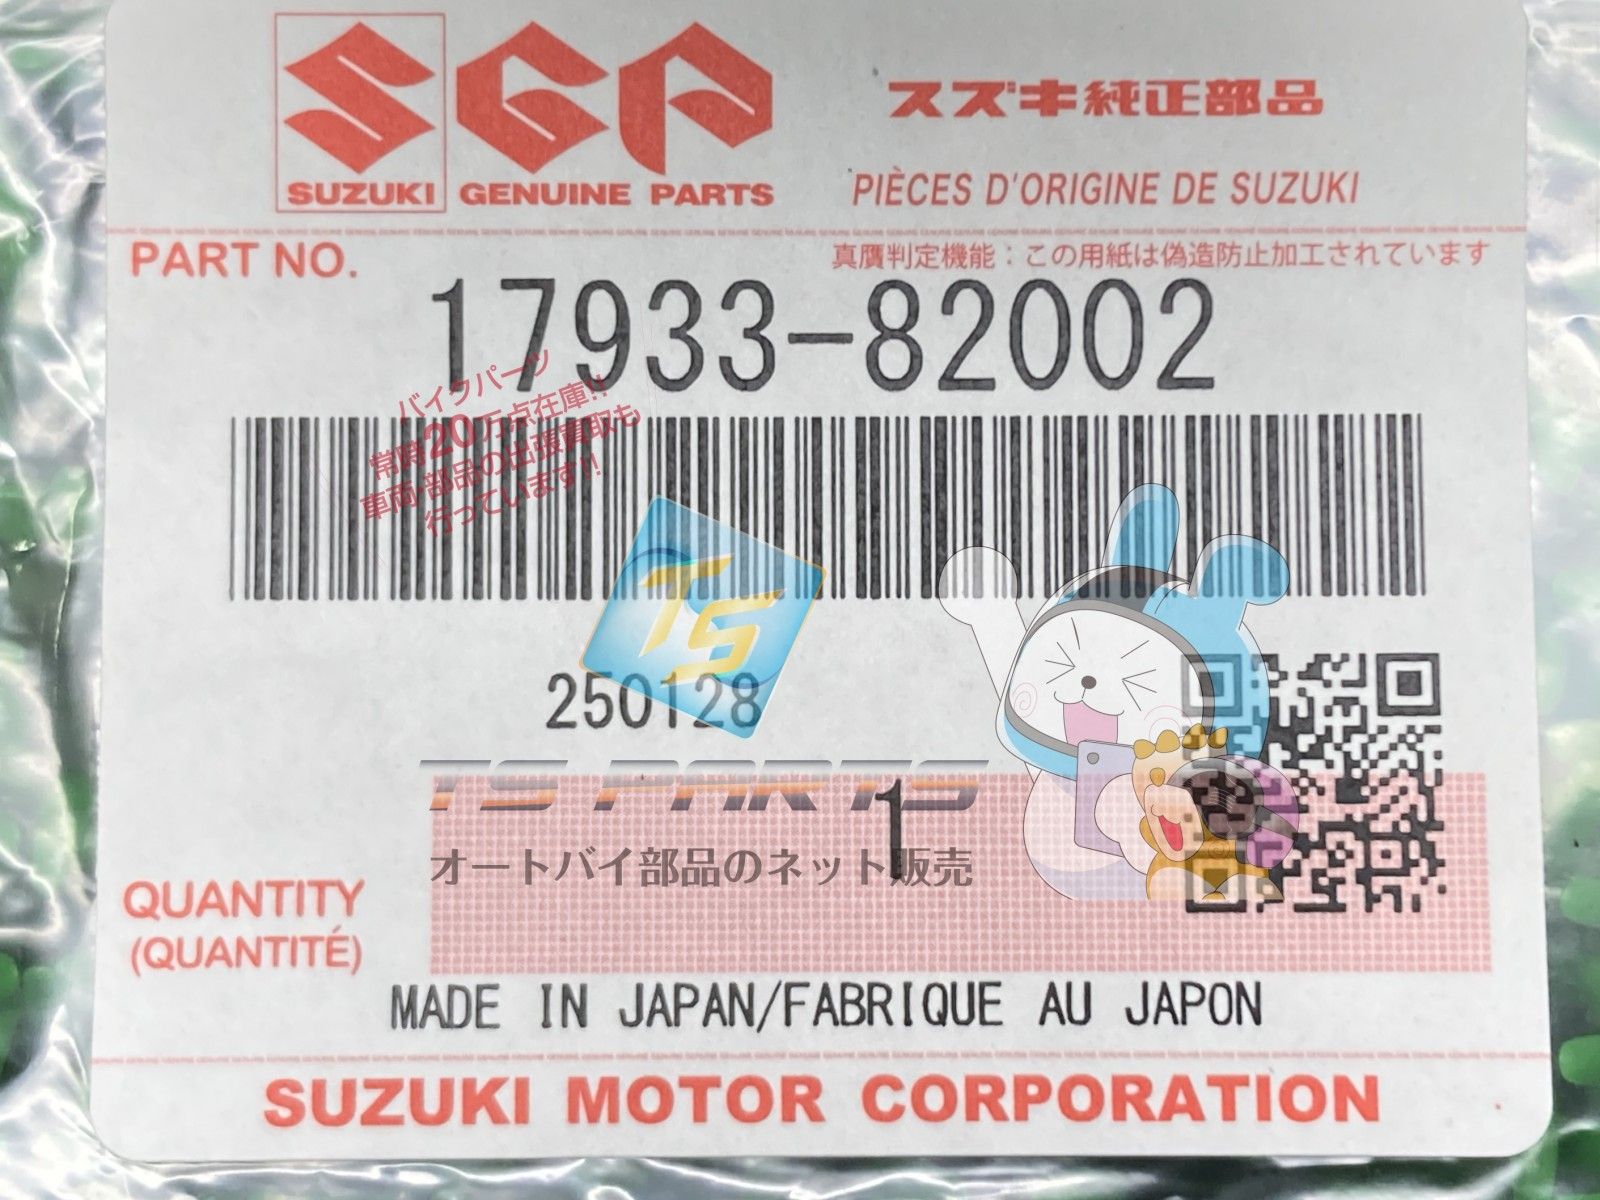 SUZUKI
GENUINE PARTS
スズキ純正部品
PIÈCES D'ORIGINE DE SUZUKI
PART NO.
真贋判定機能：この用紙は偽造防止加工されています
17933-82002
バイクパーツ
常時20万点在庫!!
車両・部品の出張買取も
行っています!!
TS
250128
TS PARTS
オートバイ部品のネット販売
1
QUANTITY
(QUANTITÉ)
MADE IN JAPAN/FABRIQUE AU JAPON
SUZUKI MOTOR CORPORATION